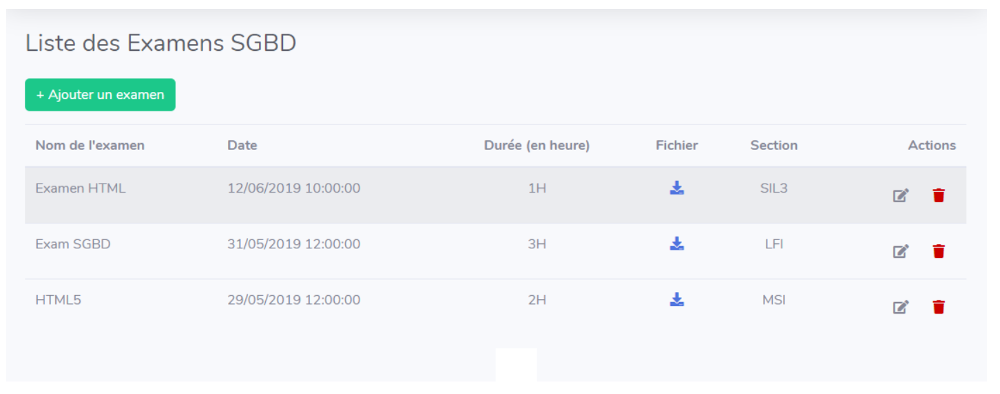 Liste des Examens SGBD
+ Ajouter un examen
Nom de l'examen Date Durée (en heure) Fichier Section Actions
Examen HTML 12/06/2019 10:00:00 1H SIL3
Exam SGBD 31/05/2019 12:00:00 3H LFI
HTML5 29/05/2019 12:00:00 2H MSI